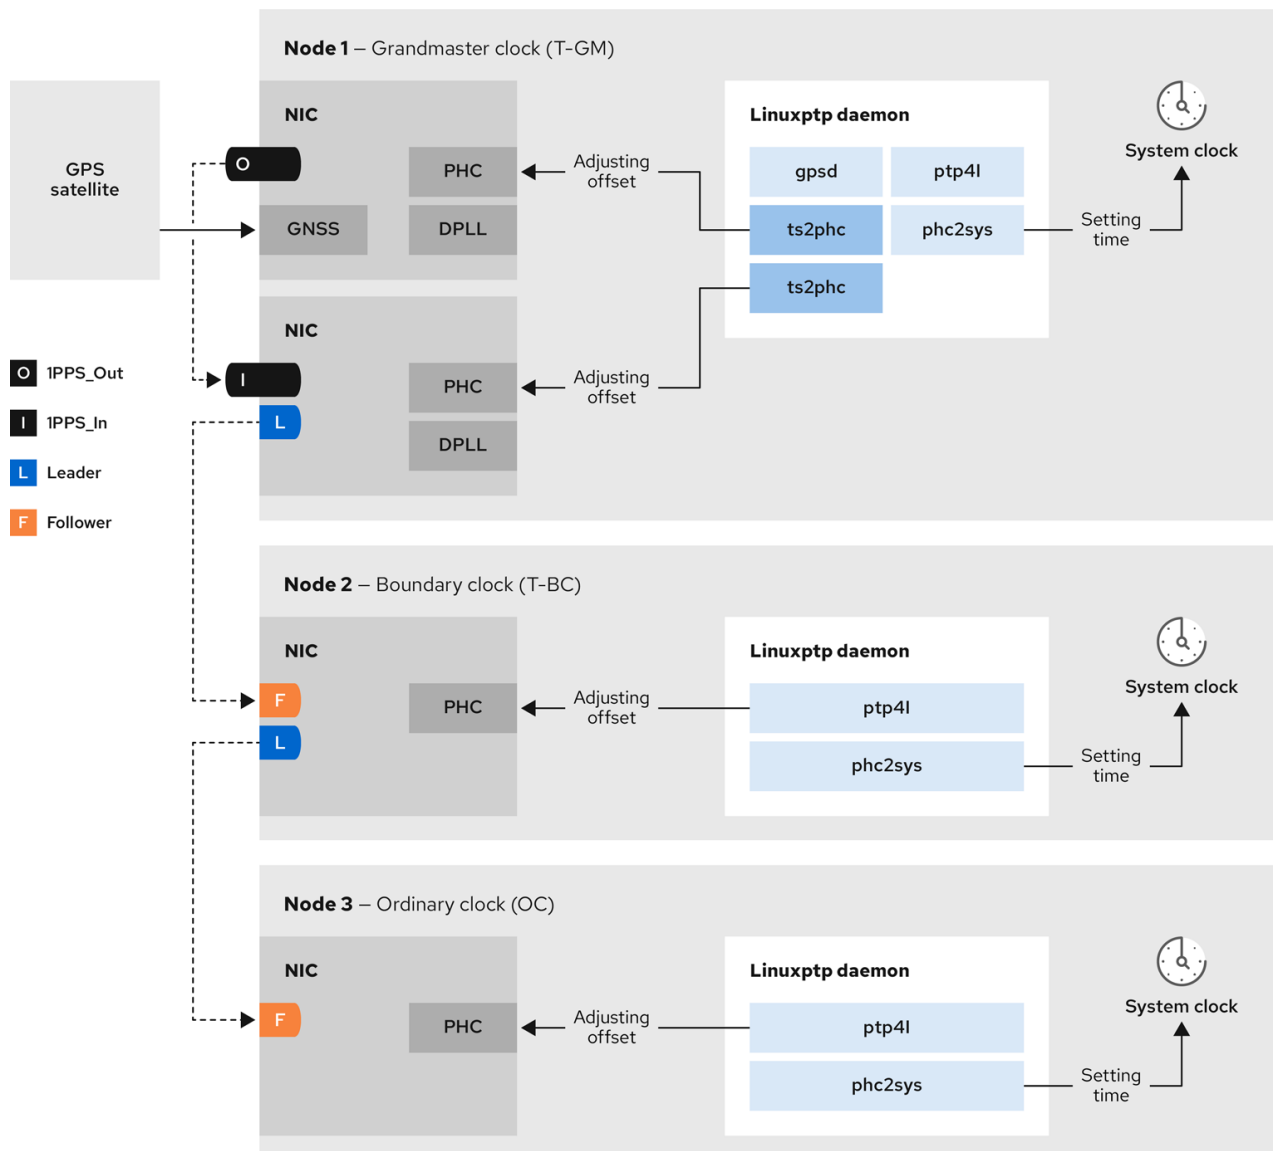 Node 1 – Grandmaster clock (T-GM)
GPS
satellite
NIC
O
PHC
GNSS
DPLL
Adjusting
offset
Linuxptp daemon
gpsd
ptp4l
ts2phc
phc2sys
ts2phc
Setting
time
System clock
NIC
I
L
PHC
DPLL
Adjusting
offset
O 1PPS_Out
I 1PPS_In
L Leader
F Follower
Node 2 – Boundary clock (T-BC)
NIC
F
L
PHC
Adjusting
offset
Linuxptp daemon
ptp4l
phc2sys
Setting
time
System clock
Node 3 – Ordinary clock (OC)
NIC
F
PHC
Adjusting
offset
Linuxptp daemon
ptp4l
phc2sys
Setting
time
System clock